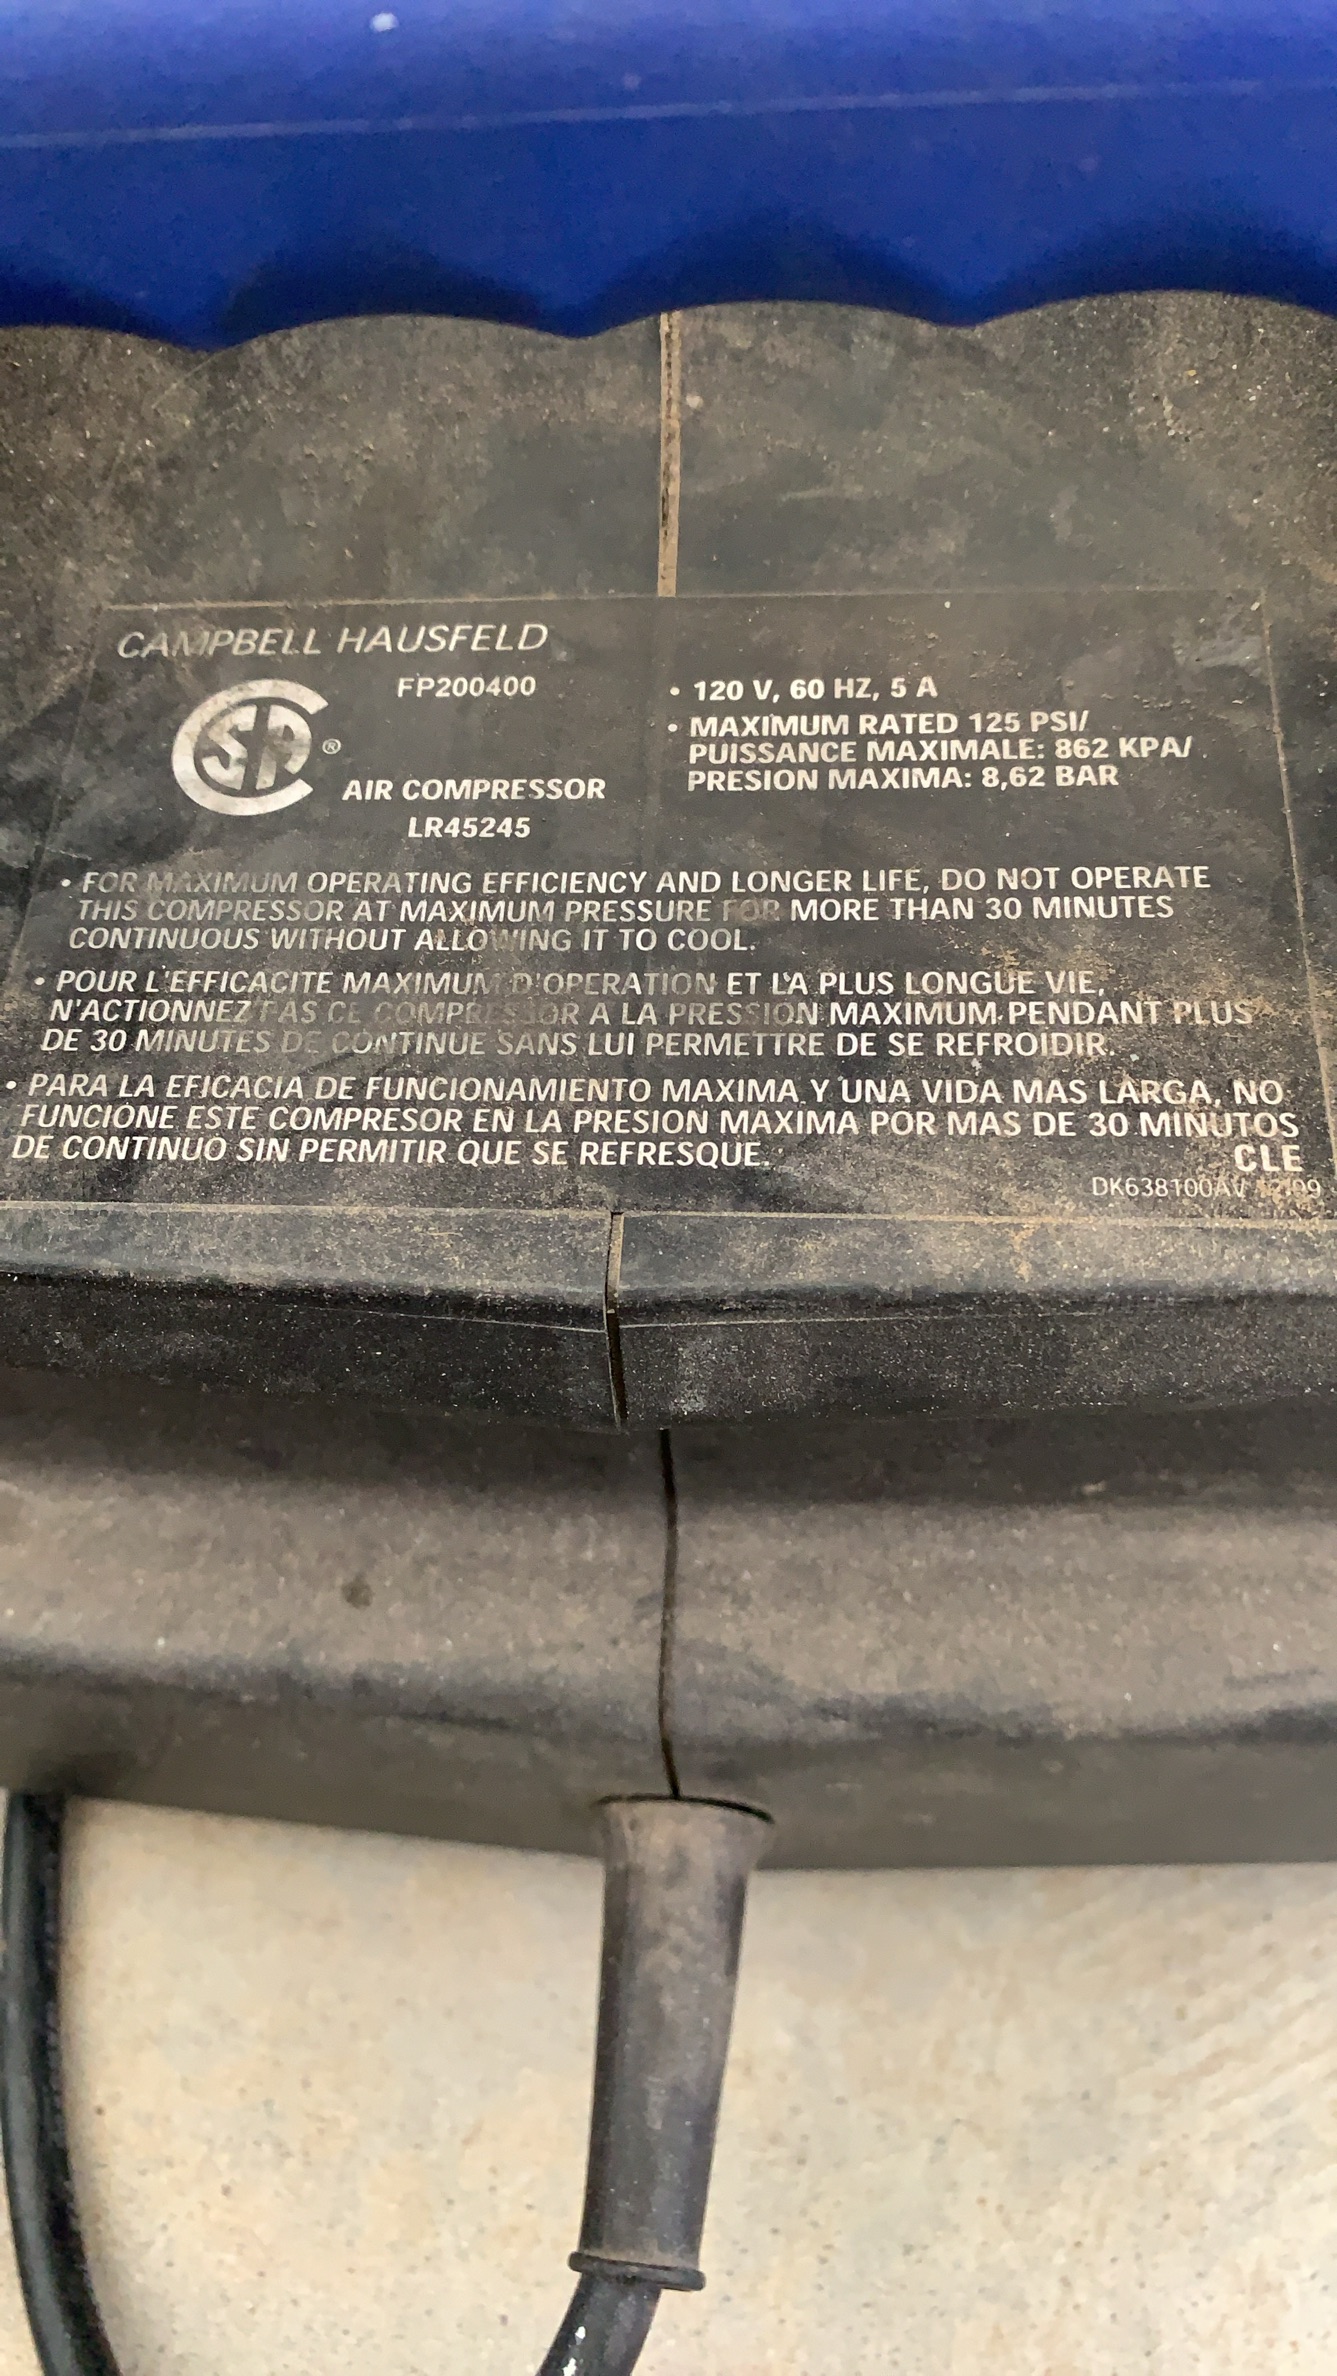 CAMPBELL HAUSFELD
FP200400
CSA ®
AIR COMPRESSOR
LR45245
• 120 V, 60 HZ, 5 A
• MAXIMUM RATED 125 PSI/
PUISSANCE MAXIMALE: 862 KPA/
PRESION MAXIMA: 8,62 BAR
• FOR MAXIMUM OPERATING EFFICIENCY AND LONGER LIFE, DO NOT OPERATE
THIS COMPRESSOR AT MAXIMUM PRESSURE FOR MORE THAN 30 MINUTES
CONTINUOUS WITHOUT ALLOWING IT TO COOL.
• POUR L'EFFICACITE MAXIMUM D'OPERATION ET LA PLUS LONGUE VIE,
N'ACTIONNEZ PAS CE COMPRESSOR A LA PRESSION MAXIMUM PENDANT PLUS
DE 30 MINUTES DE CONTINUE SANS LUI PERMETTRE DE SE REFROIDIR.
• PARA LA EFICACIA DE FUNCIONAMIENTO MAXIMA Y UNA VIDA MAS LARGA, NO
FUNCIONE ESTE COMPRESOR EN LA PRESION MAXIMA POR MAS DE 30 MINUTOS
DE CONTINUO SIN PERMITIR QUE SE REFRESQUE.
CLE
DK638100AV